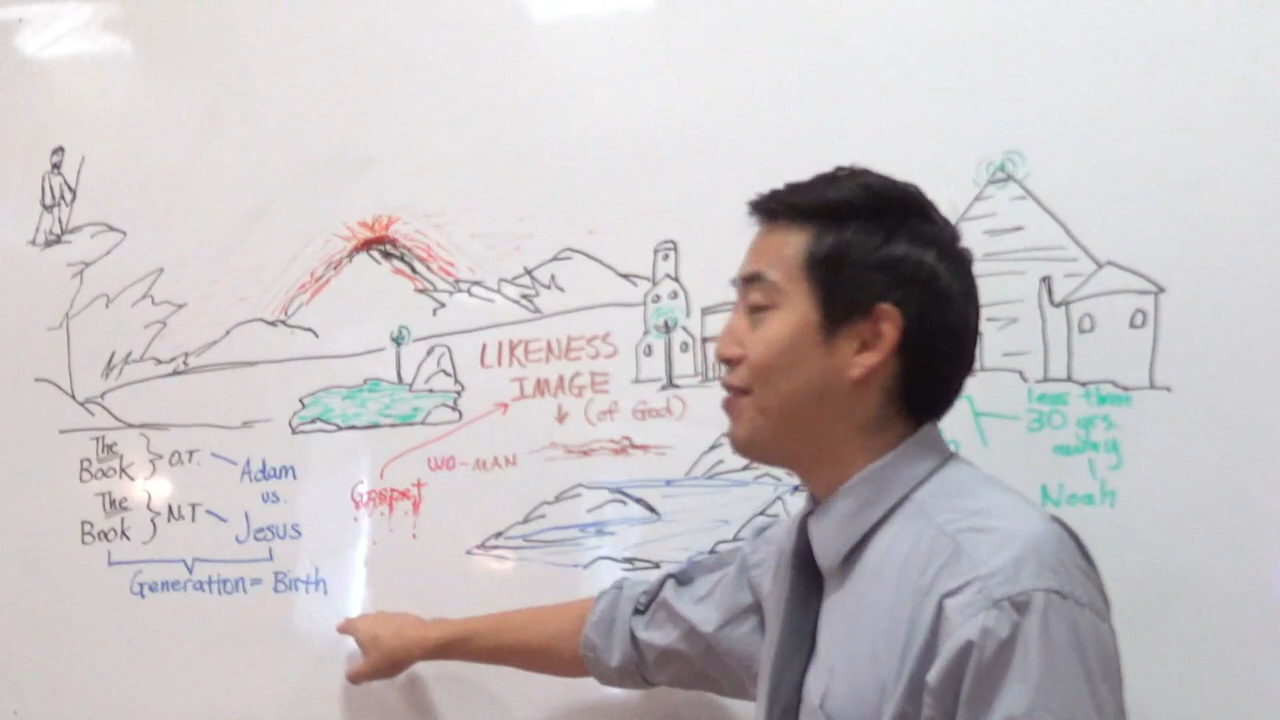 The
Book } O.T. - Adam
vs.
The
Book } N.T - Jesus
Generation = Birth
Gospel
LIKENESS
IMAGE
(of God)
WO-MAN
less than
30 yrs.
away
Noah